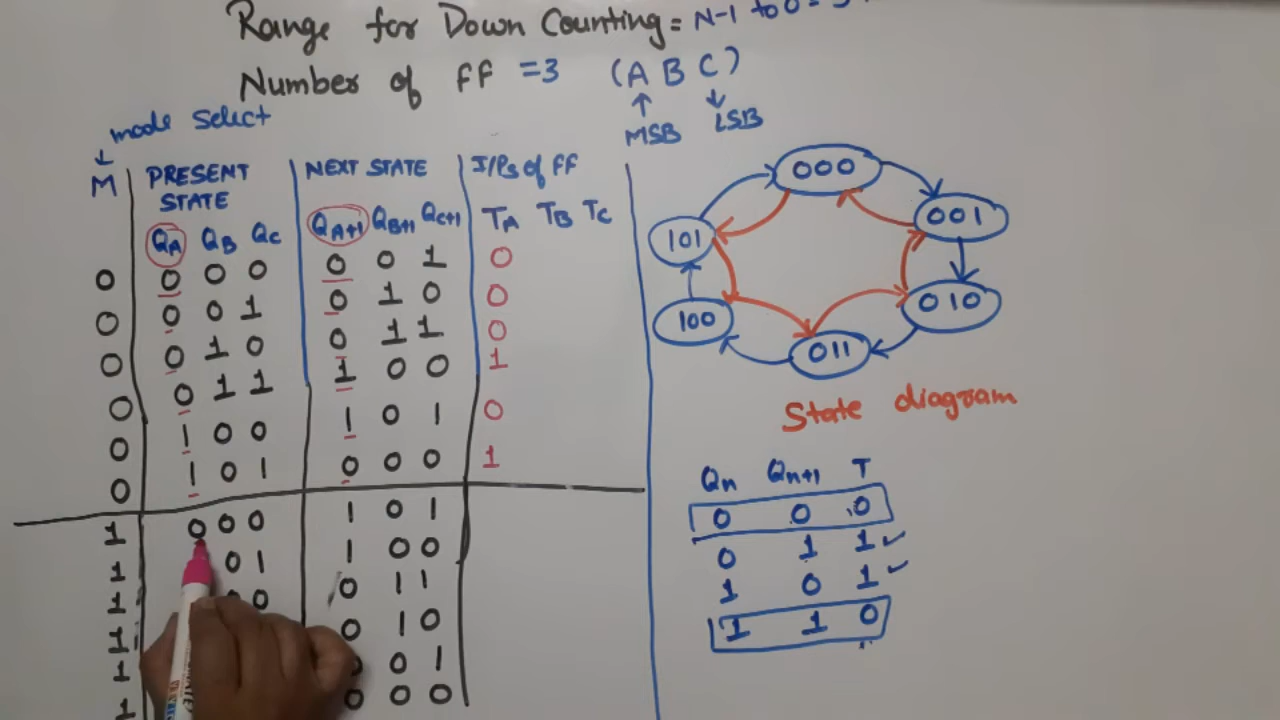 Range for Down Counting = N-1 to 0 =
Number of FF = 3 (A B C)
MSB LSB
mode select
M PRESENT STATE NEXT STATE I/Ps of FF
QA QB QC QA+1 QB+1 QC+1 TA TB TC
0 0 0 0 0 0 1 0
0 0 0 1 0 1 0 0
0 0 1 0 0 1 1 0
0 0 1 1 1 0 0 1
0 1 0 0 1 0 1 0
0 1 0 1 0 0 0 1
1 0 0 0 1 0 1
1 0 1 1 0 0
1 0 0 1 1
1 0 1 0
1 0 0 1
1 0 0 0
000
001
010
011
100
101
State diagram
Qn Qn+1 T
0 0 0
0 1 1
1 0 1
1 1 0